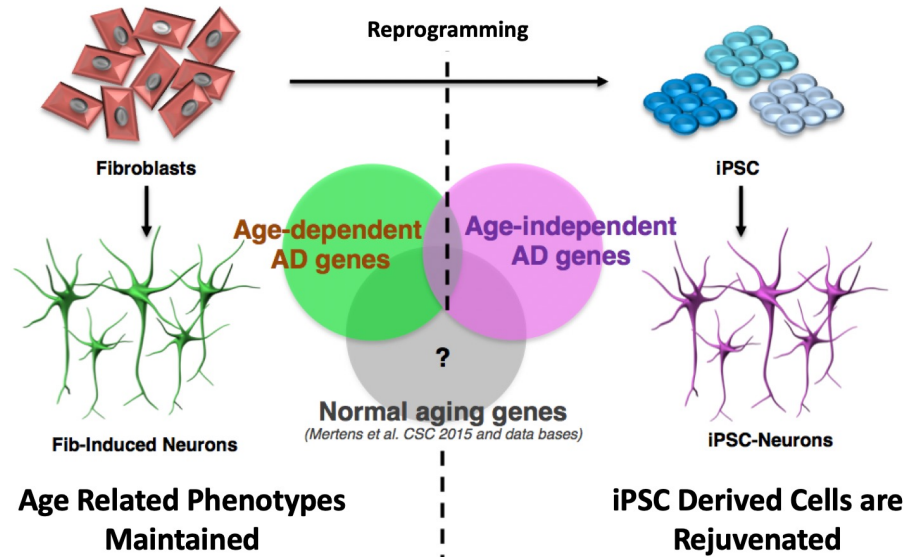 Reprogramming
Fibroblasts
iPSC
Age-dependent
AD genes
Age-independent
AD genes
?
Normal aging genes
(Mertens et al. CSC 2015 and data bases)
Fib-Induced Neurons
iPSC-Neurons
Age Related Phenotypes
Maintained
iPSC Derived Cells are
Rejuvenated